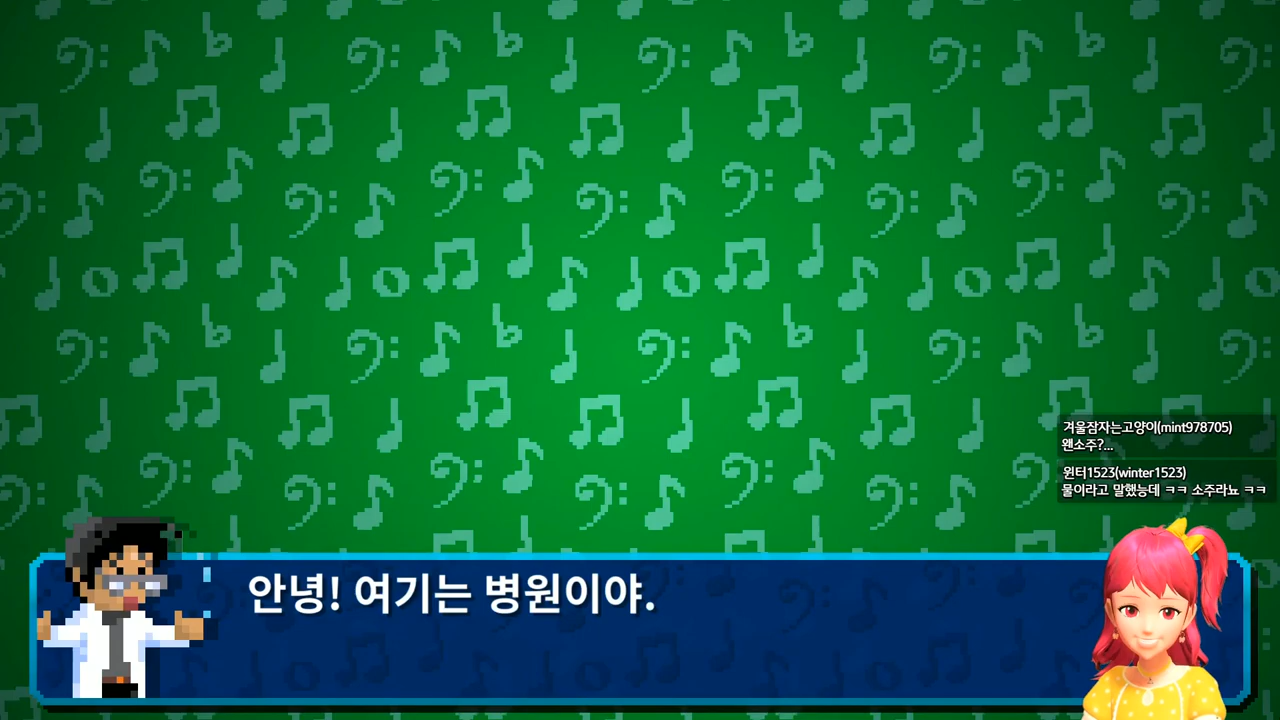 겨울잠자는고양이(mint978705)
왠소주?...
윈터1523(winter1523)
물이라고 말했능데 ㅋㅋ 소주라뇨 ㅋㅋ
안녕! 여기는 병원이야.